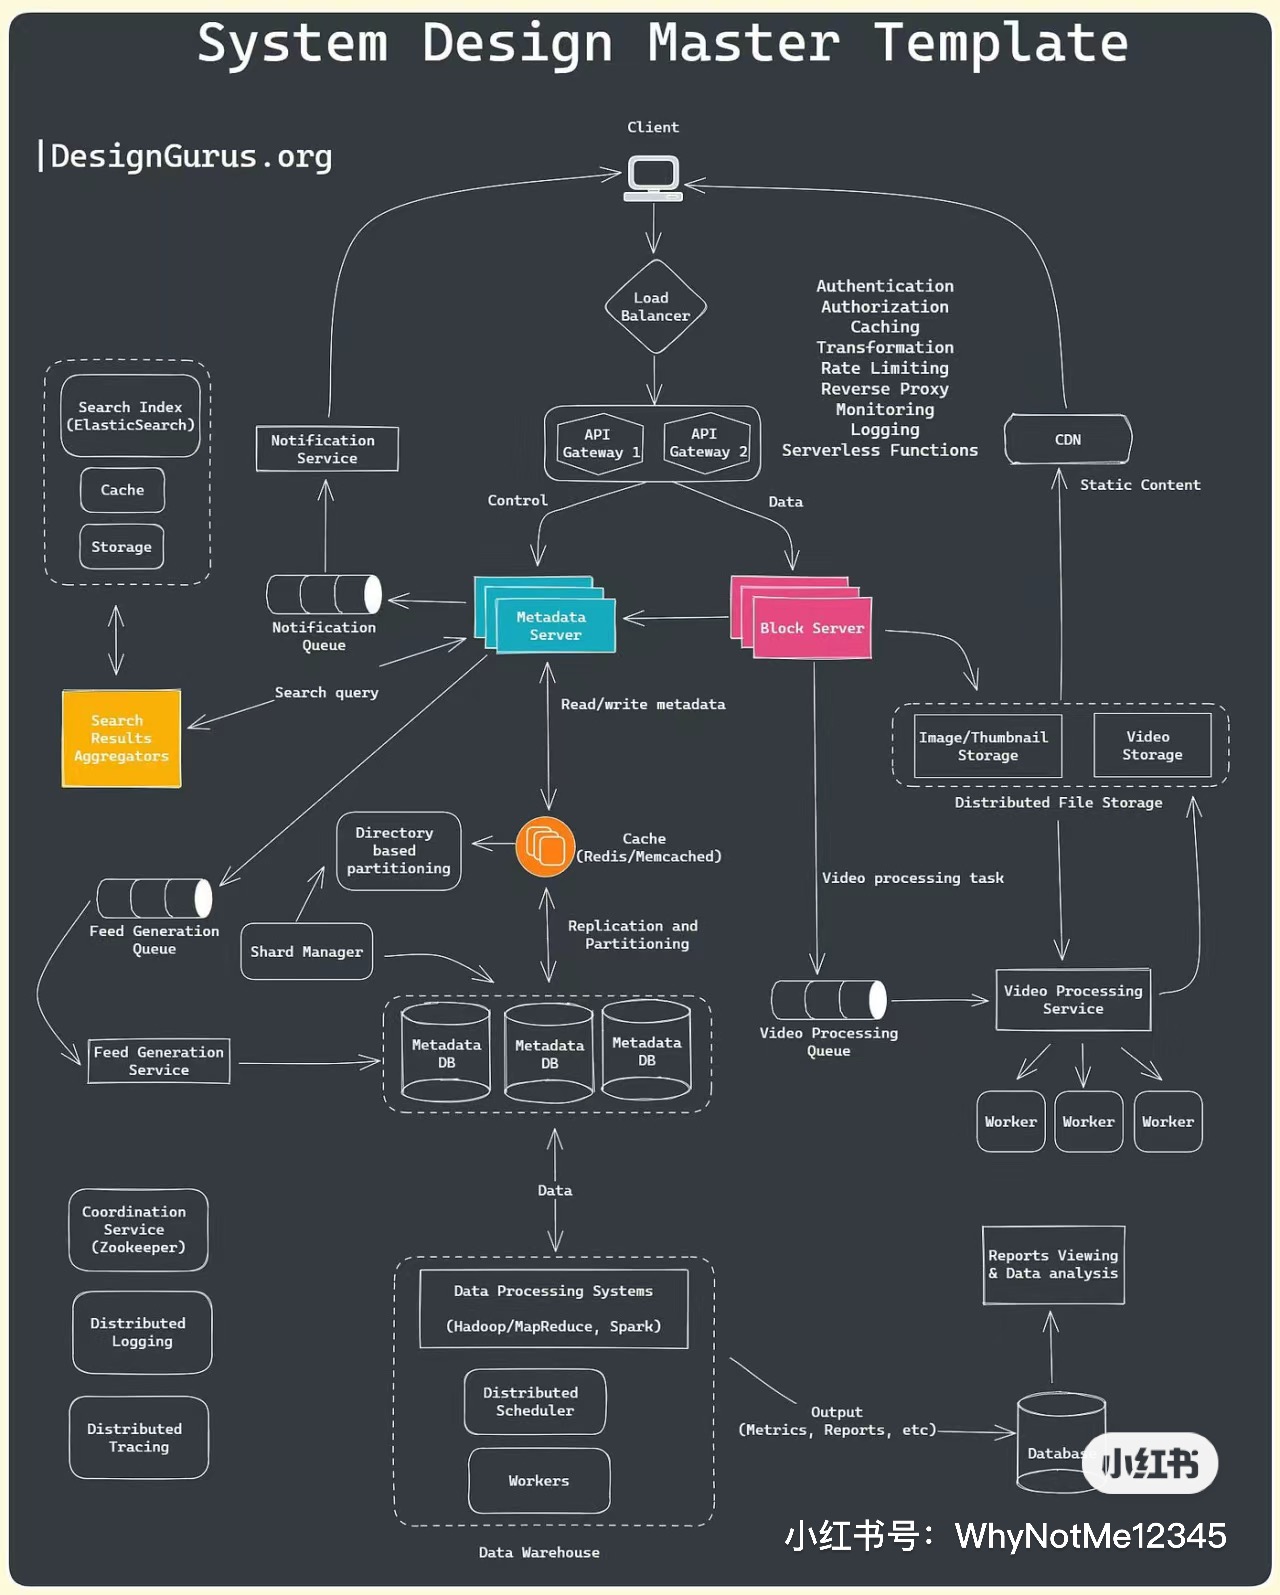 System Design Master Template
|DesignGurus.org
Client
Load
Balancer
Authentication
Authorization
Caching
Transformation
Rate Limiting
Reverse Proxy
Monitoring
Logging
Serverless Functions
Search Index
(ElasticSearch)
Cache
Storage
Notification
Service
API
Gateway 1
API
Gateway 2
CDN
Static Content
Control
Data
Notification
Queue
Metadata
Server
Block Server
Search query
Search
Results
Aggregators
Read/write metadata
Image/Thumbnail
Storage
Video
Storage
Distributed File Storage
Directory
based
partitioning
Cache
(Redis/Memcached)
Video processing task
Feed Generation
Queue
Shard Manager
Replication and
Partitioning
Video Processing
Queue
Video Processing
Service
Feed Generation
Service
Metadata
DB
Metadata
DB
Metadata
DB
Worker
Worker
Worker
Data
Coordination
Service
(Zookeeper)
Distributed
Logging
Distributed
Tracing
Data Processing Systems
(Hadoop/MapReduce, Spark)
Distributed
Scheduler
Workers
Data Warehouse
Output
(Metrics, Reports, etc)
Reports Viewing
& Data analysis
Database
小红书
小红书号：WhyNotMe12345